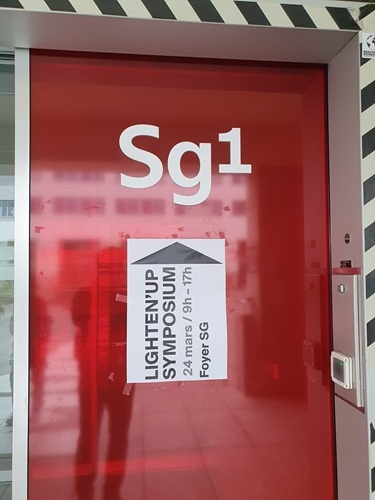 Sg1
LIGHTEN'UP
SYMPOSIUM
24 mars / 9h – 17h
Foyer SG